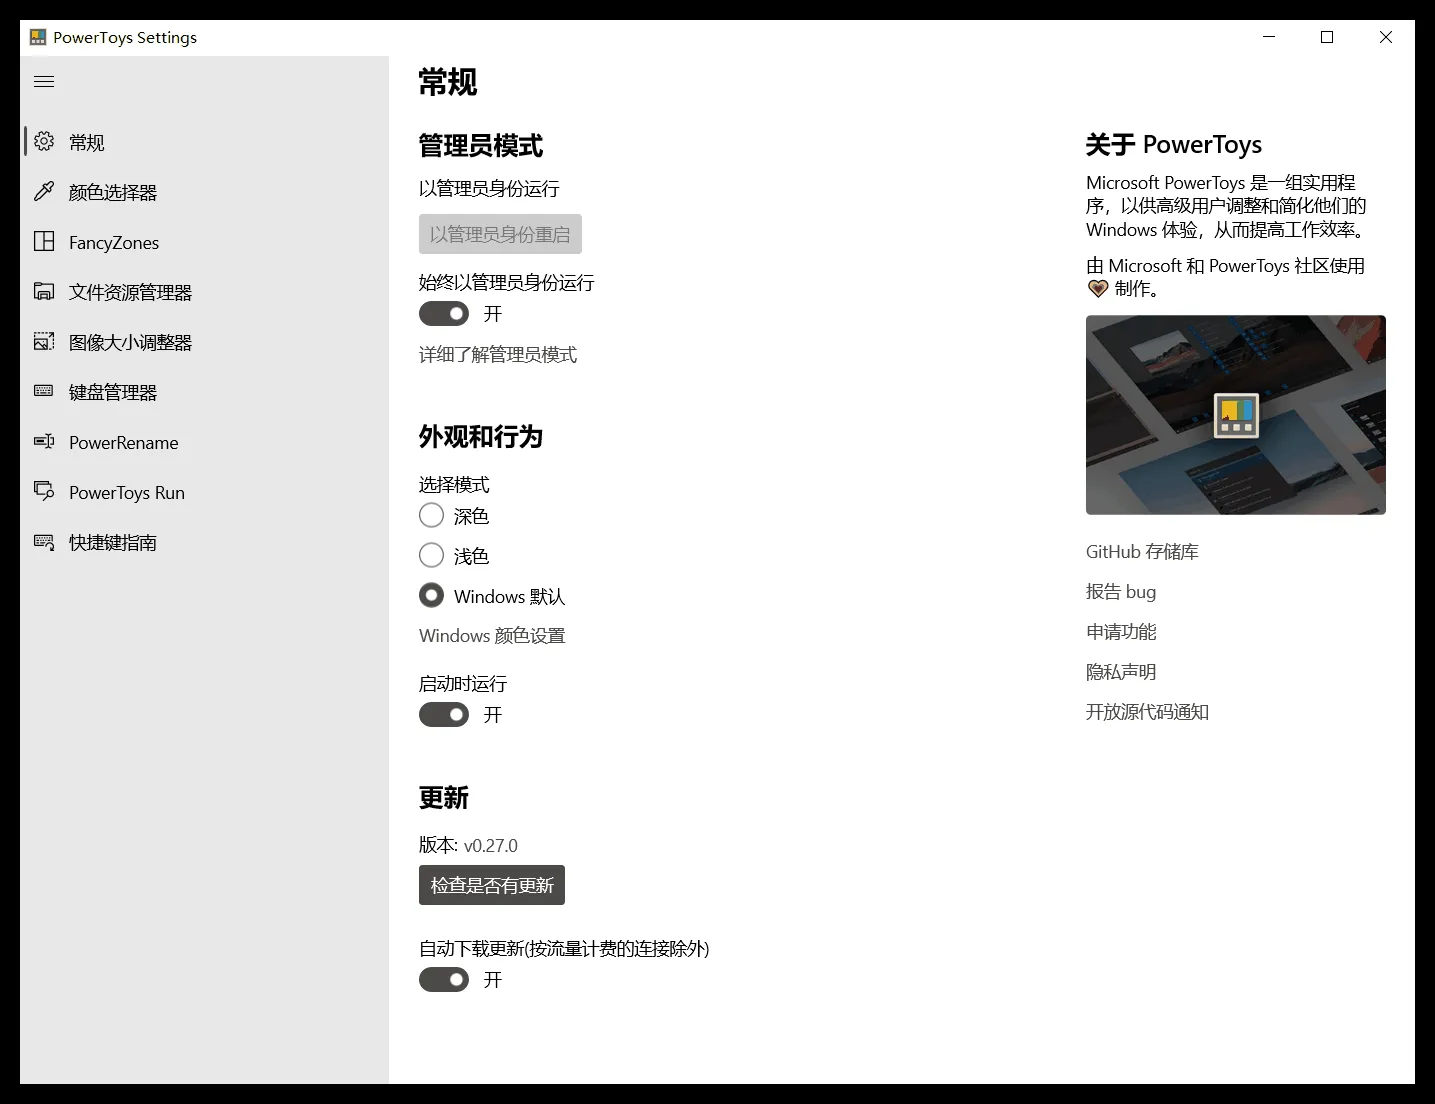 PowerToys Settings
常规
颜色选择器
FancyZones
文件资源管理器
图像大小调整器
键盘管理器
PowerRename
PowerToys Run
快捷键指南
常规
管理员模式
以管理员身份运行
以管理员身份重启
始终以管理员身份运行
开
详细了解管理员模式
外观和行为
选择模式
深色
浅色
Windows 默认
Windows 颜色设置
启动时运行
开
更新
版本: v0.27.0
检查是否有更新
自动下载更新(按流量计费的连接除外)
开
关于 PowerToys
Microsoft PowerToys 是一组实用程
序，以供高级用户调整和简化他们的
Windows 体验，从而提高工作效率。
由 Microsoft 和 PowerToys 社区使用
制作。
GitHub 存储库
报告 bug
申请功能
隐私声明
开放源代码通知